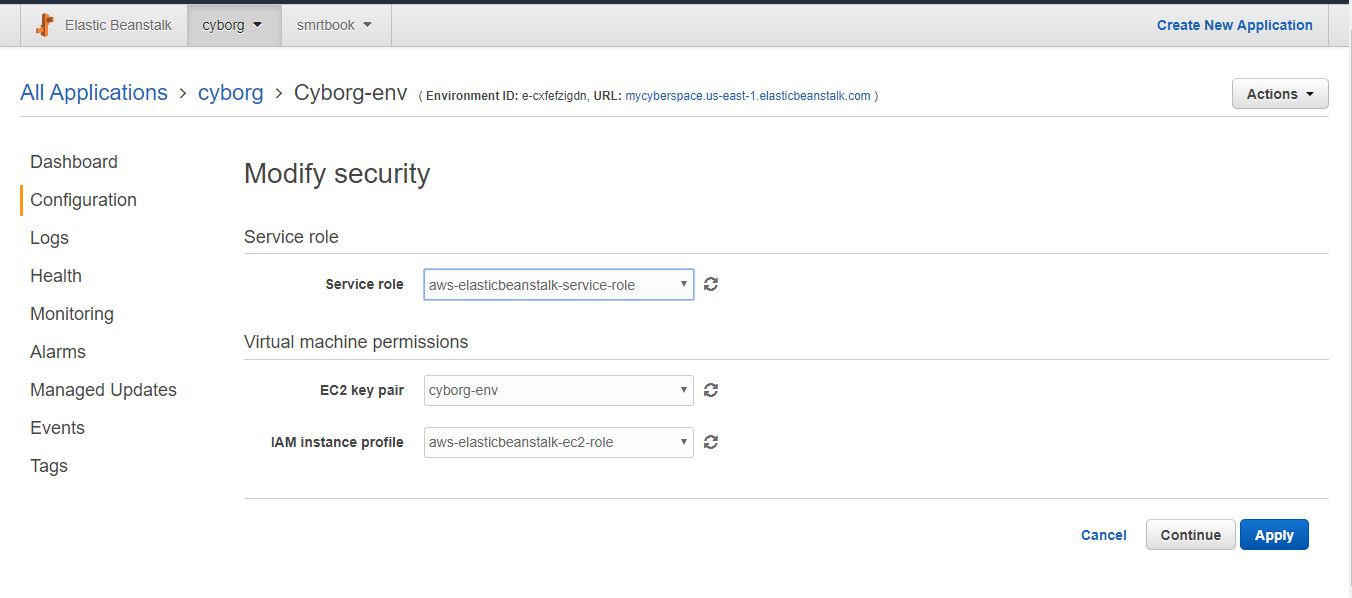 Elastic Beanstalk cyborg smrtbook Create New Application
All Applications > cyborg > Cyborg-env ( Environment ID: e-cxfefzigdn, URL: mycyberspace.us-east-1.elasticbeanstalk.com )
Actions
Dashboard
Configuration
Logs
Health
Monitoring
Alarms
Managed Updates
Events
Tags
Modify security
Service role
Service role aws-elasticbeanstalk-service-role
Virtual machine permissions
EC2 key pair cyborg-env
IAM instance profile aws-elasticbeanstalk-ec2-role
Cancel Continue Apply